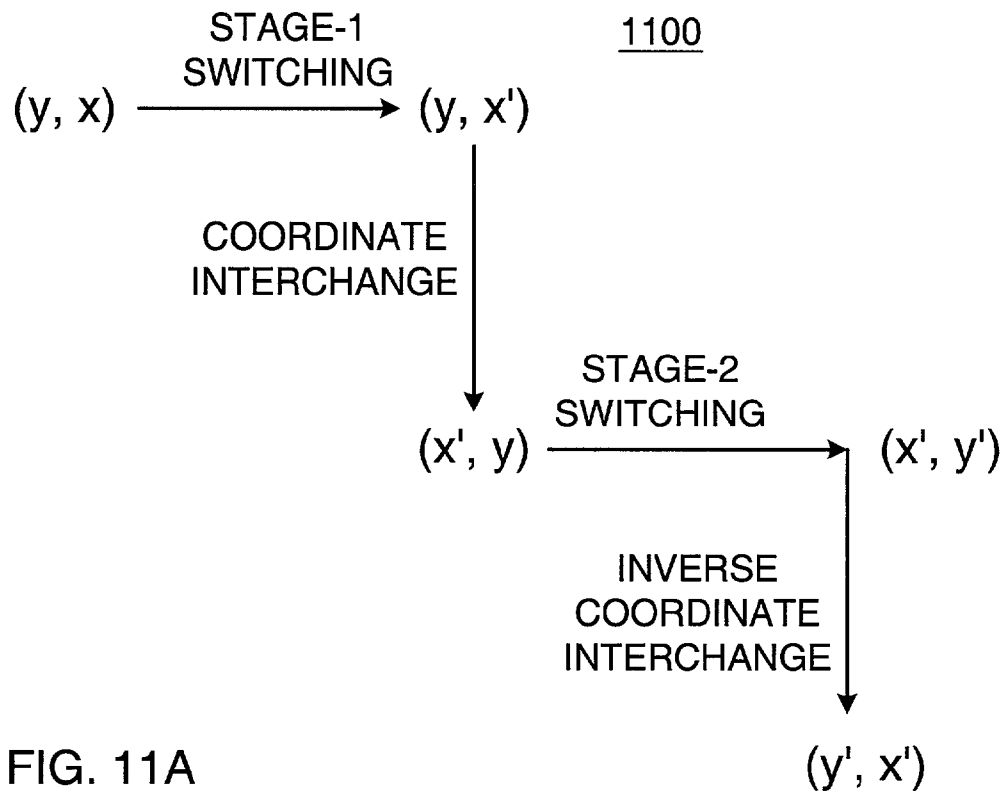 STAGE-1
SWITCHING
1100
(y, x)
(y, x')
COORDINATE
INTERCHANGE
STAGE-2
SWITCHING
(x', y)
(x', y')
INVERSE
COORDINATE
INTERCHANGE
FIG. 11A
(y', x')